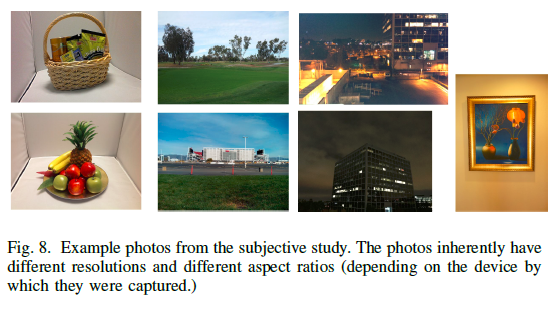 Fig. 8. Example photos from the subjective study. The photos inherently have
different resolutions and different aspect ratios (depending on the device by
which they were captured.)